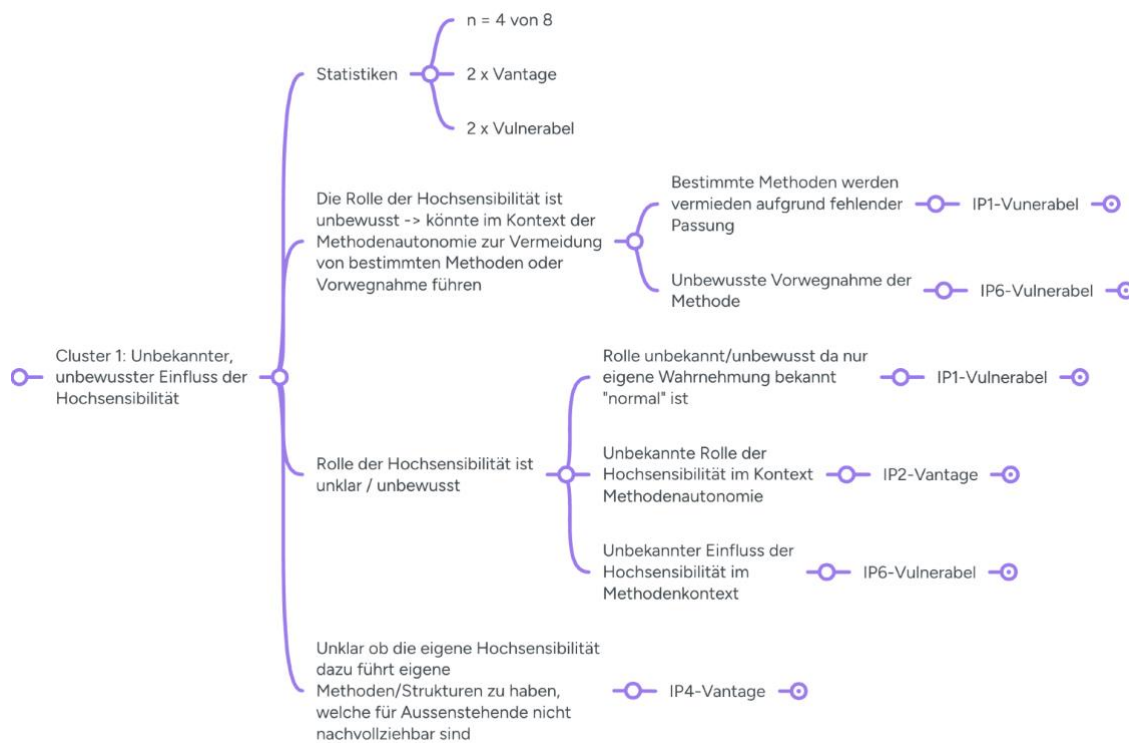 n = 4 von 8
Statistiken
2 x Vantage
2 x Vulnerabel
Die Rolle der Hochsensibilität ist
unbewusst -> könnte im Kontext der
Methodenautonomie zur Vermeidung
von bestimmten Methoden oder
Vorwegnahme führen
Bestimmte Methoden werden
vermieden aufgrund fehlender
Passung
IP1-Vunerabel
Unbewusste Vorwegnahme der
Methode
IP6-Vulnerabel
Cluster 1: Unbekannter,
unbewusster Einfluss der
Hochsensibilität
Rolle der Hochsensibilität ist
unklar / unbewusst
Rolle unbekannt/unbewusst da nur
eigene Wahrnehmung bekannt
"normal" ist
IP1-Vulnerabel
Unbekannte Rolle der
Hochsensibilität im Kontext
Methodenautonomie
IP2-Vantage
Unbekannter Einfluss der
Hochsensibilität im
Methodenkontext
IP6-Vulnerabel
Unklar ob die eigene Hochsensibilität
dazu führt eigene
Methoden/Strukturen zu haben,
welche für Aussenstehende nicht
nachvollziehbar sind
IP4-Vantage